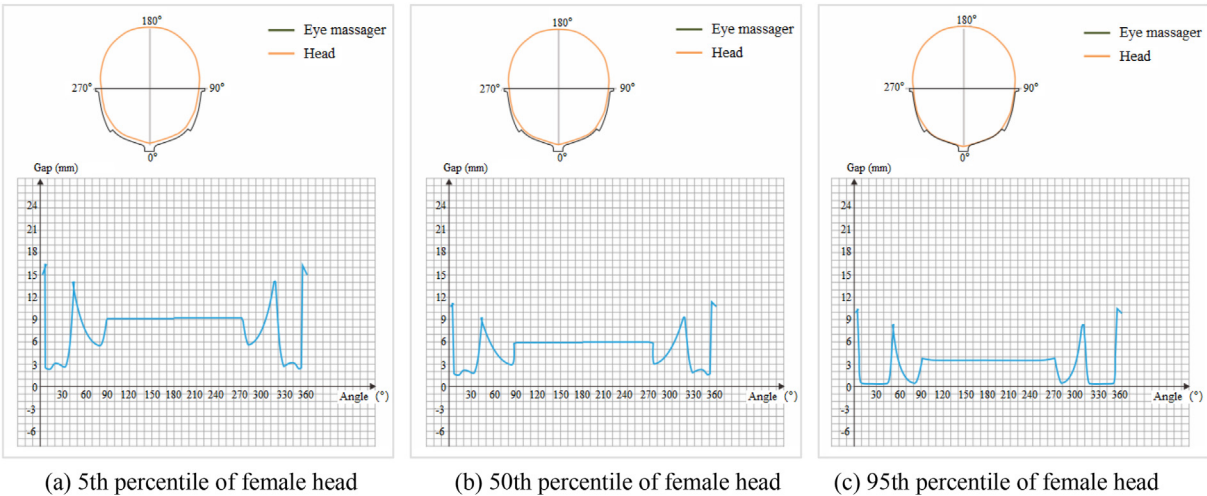 180°
Eye massager
Head
270°
90°
0°
Gap (mm)
24
21
18
15
12
9
6
3
0
30 60 90 120 150 180 210 240 270 300 330 360
Angle (°)
-3
-6
(a) 5th percentile of female head
180°
Eye massager
Head
270°
90°
0°
Gap (mm)
24
21
18
15
12
9
6
3
0
30 60 90 120 150 180 210 240 270 300 330 360
Angle (°)
-3
-6
(b) 50th percentile of female head
180°
Eye massager
Head
270°
90°
0°
Gap (mm)
24
21
18
15
12
9
6
3
0
30 60 90 120 150 180 210 240 270 300 330 360
Angle (°)
-3
-6
(c) 95th percentile of female head